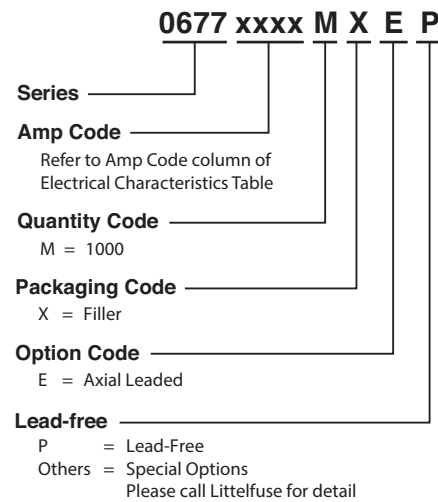 0677 xxxx M X E P
Series
Amp Code
Refer to Amp Code column of
Electrical Characteristics Table
Quantity Code
M = 1000
Packaging Code
X = Filler
Option Code
E = Axial Leaded
Lead-free
P = Lead-Free
Others = Special Options
Please call Littelfuse for detail